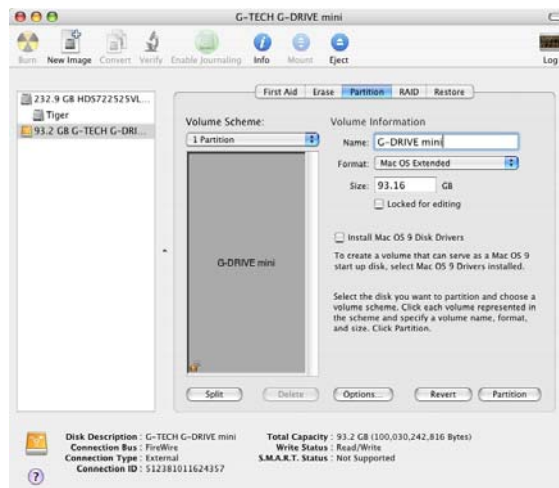 G-TECH G-DRIVE mini
Burn New Image Convert Verify Enable Journaling Info Mount Eject Log
First Aid Erase Partition RAID Restore
232.9 GB HDS722525VL...
Tiger
93.2 GB G-TECH G-DRI...
Volume Scheme:
1 Partition
G-DRIVE mini
Volume Information
Name: G-DRIVE mini
Format: Mac OS Extended
Size: 93.16 GB
Locked for editing
Install Mac OS 9 Disk Drivers
To create a volume that can serve as a Mac OS 9
start up disk, select Mac OS 9 Drivers installed.
Select the disk you want to partition and choose a
volume scheme. Click each volume represented in
the scheme and specify a volume name, format,
and size. Click Partition.
Split Delete Options... Revert Partition
Disk Description : G-TECH G-DRIVE mini Total Capacity : 93.2 GB (100,030,242,816 Bytes)
Connection Bus : FireWire Write Status : Read/Write
Connection Type : External S.M.A.R.T. Status : Not Supported
Connection ID : 512381011624357
?